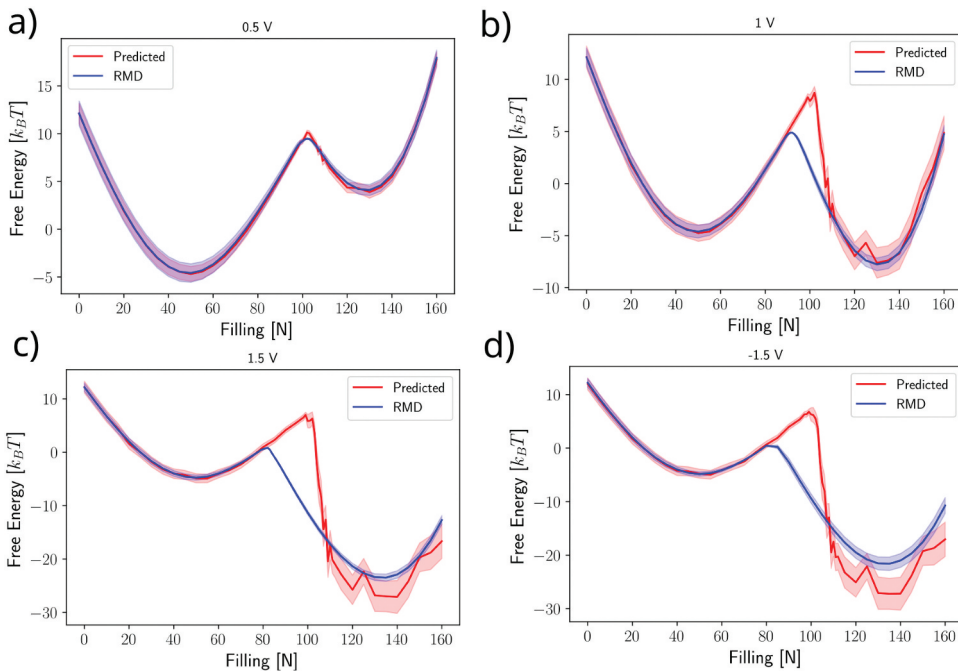 a)
0.5 V
Predicted
RMD
Free Energy [k_BT]
15
10
5
0
−5
0 20 40 60 80 100 120 140 160
Filling [N]
b)
1 V
Predicted
RMD
Free Energy [k_BT]
10
5
0
−5
−10
0 20 40 60 80 100 120 140 160
Filling [N]
c)
1.5 V
Predicted
RMD
Free Energy [k_BT]
10
0
−10
−20
−30
0 20 40 60 80 100 120 140 160
Filling [N]
d)
-1.5 V
Predicted
RMD
Free Energy [k_BT]
10
0
−10
−20
−30
0 20 40 60 80 100 120 140 160
Filling [N]